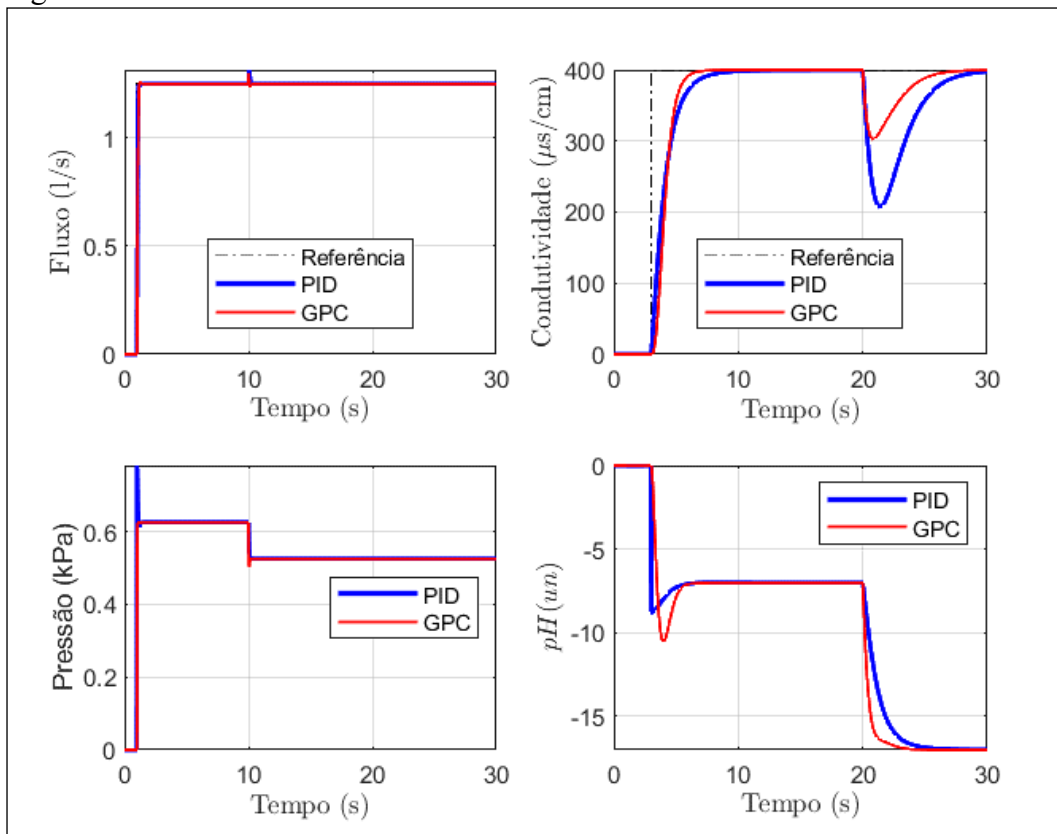 Fluxo (l/s)
1
0.5
0
Referência
PID
GPC
0
10
20
30
Tempo (s)
Condutividade (μs/cm)
400
300
200
100
0
Referência
PID
GPC
0
10
20
30
Tempo (s)
Pressão (kPa)
0.6
0.4
0.2
0
PID
GPC
0
10
20
30
Tempo (s)
pH(un)
0
-5
-10
-15
PID
GPC
0
10
20
30
Tempo (s)